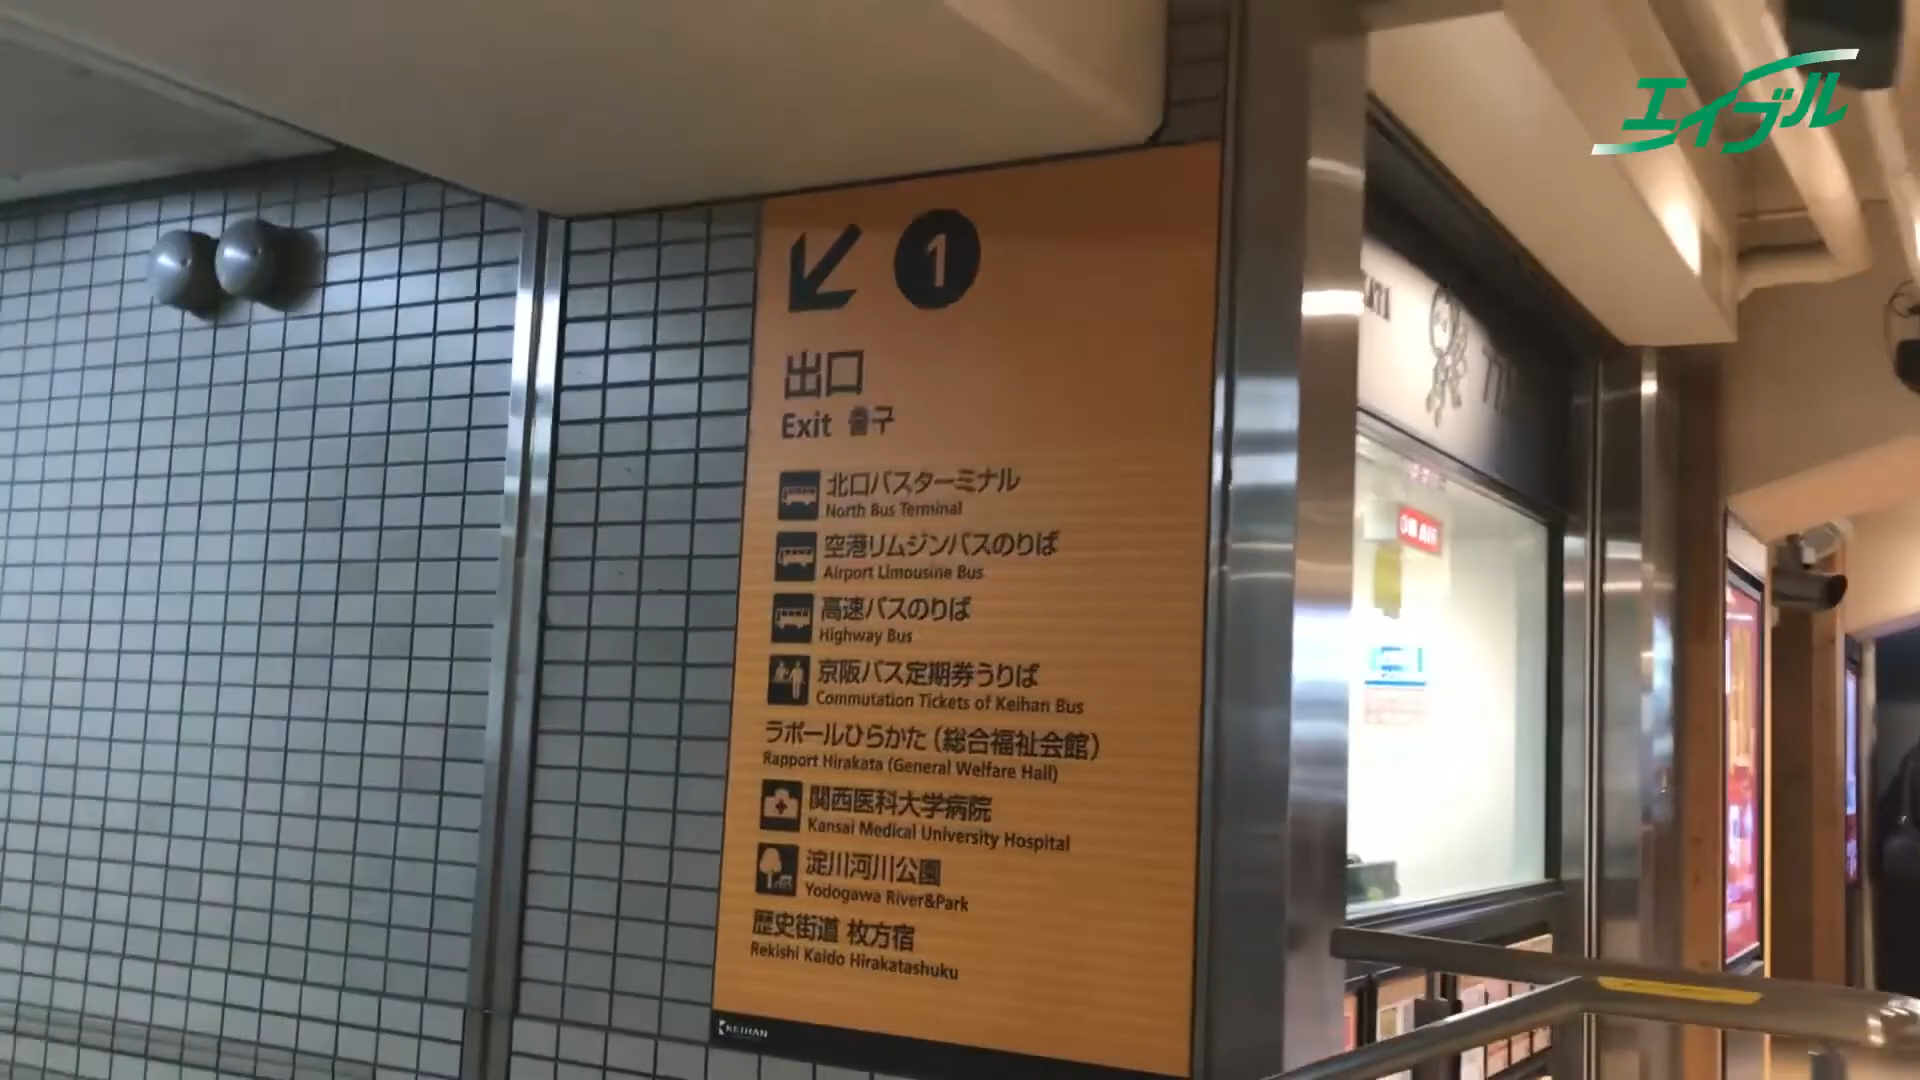 エイブル
1
出口
Exit 출구
北口バスターミナル
North Bus Terminal
空港リムジンバスのりば
Airport Limousine Bus
高速バスのりば
Highway Bus
京阪バス定期券うりば
Commutation Tickets of Keihan Bus
ラポールひらかた(総合福祉会館)
Rapport Hirakata (General Welfare Hall)
関西医科大学病院
Kansai Medical University Hospital
淀川河川公園
Yodogawa River&Park
歴史街道 枚方宿
Rekishi Kaido Hirakatashuku
KEIHAN